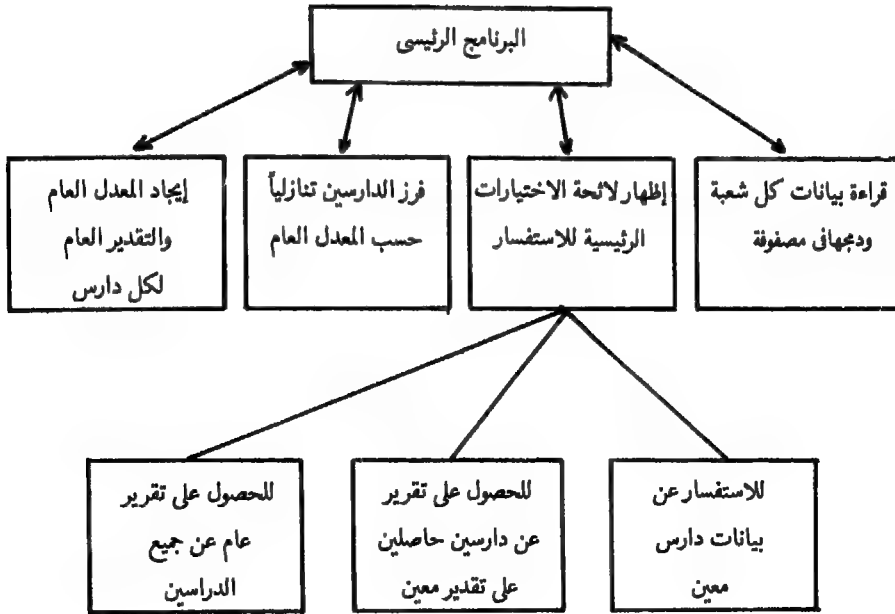 البرنامج الرئيسى
قراءة بيانات كل شعبة
ودمجهافى مصفوفة
إظهار لائحة الاختيارات
الرئيسية للاستفسار
فرز الدارسين تنازلياً
حسب المعدل العام
إيجاد المعدل العام
والتقدير العام
لكل دارس
للاستفسار عن
بيانات دارس
معين
للحصول على تقرير
عن دارسين حاصلين
على تقدير معين
للحصول على تقرير
عام عن جميع
الدراسين